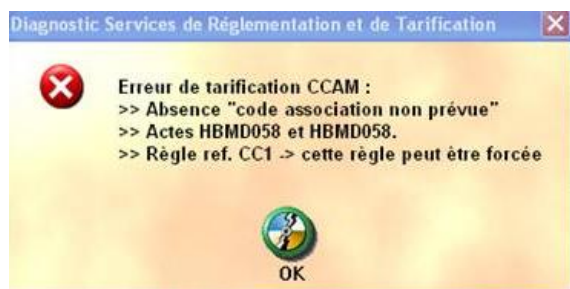 Diagnostic Services de Réglementation et de Tarification
Erreur de tarification CCAM :
>> Absence "code association non prévue"
>> Actes HBMD058 et HBMD058.
>> Règle ref. CC1 -> cette règle peut être forcée
OK